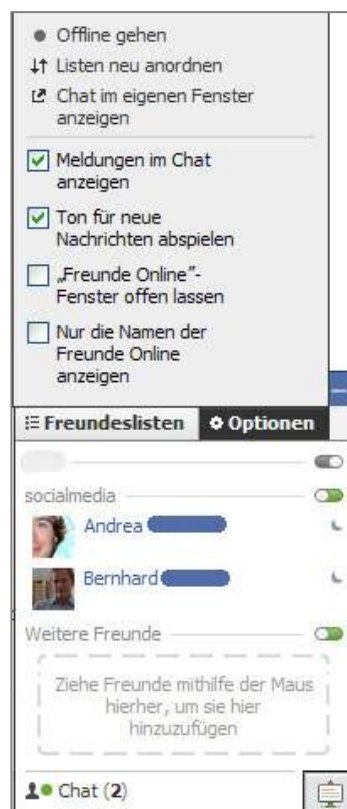 Offline gehen
Listen neu anordnen
Chat im eigenen Fenster
anzeigen
Meldungen im Chat
anzeigen
Ton für neue
Nachrichten abspielen
„Freunde Online"-
Fenster offen lassen
Nur die Namen der
Freunde Online
anzeigen
Freundeslisten Optionen
socialmedia
Andrea
Bernhard
Weitere Freunde
Ziehe Freunde mithilfe der Maus
hierher, um sie hier
hinzuzufügen
Chat (2)